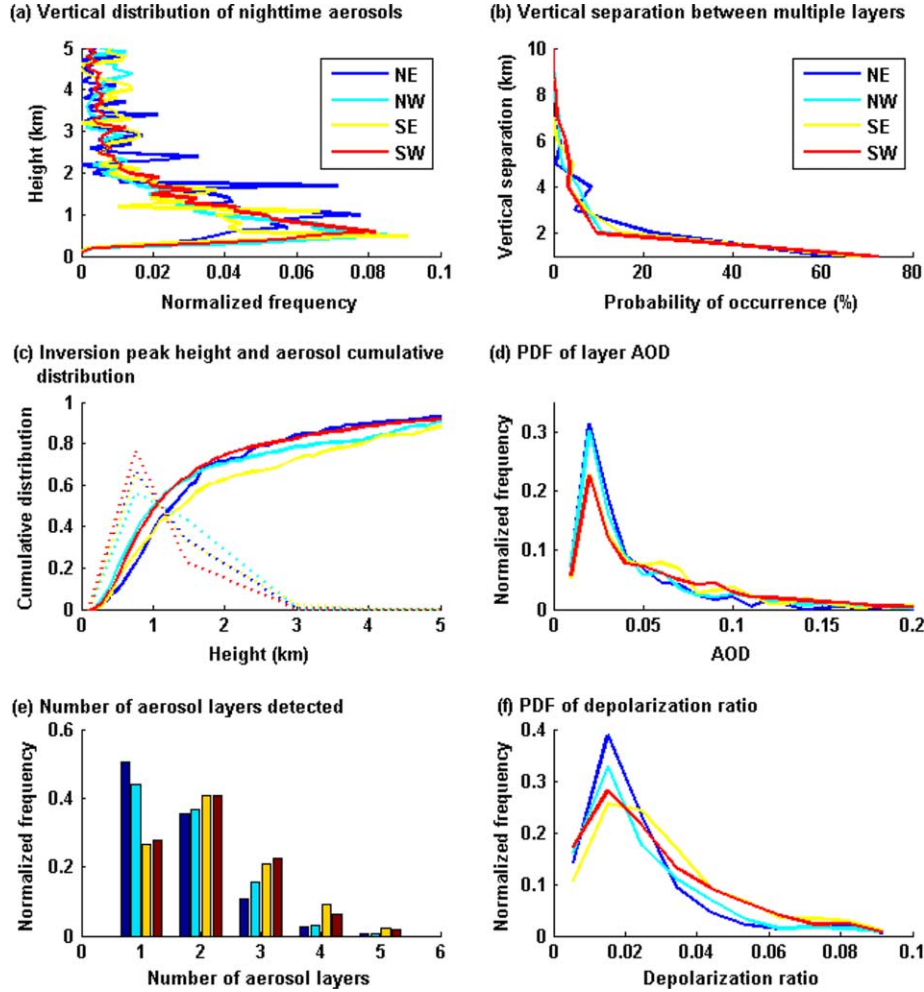 (a) Vertical distribution of nighttime aerosols
5
4
3
2
1
0
Height (km)
0
0.02
0.04
0.06
0.08
0.1
Normalized frequency
NE
NW
SE
SW
(b) Vertical separation between multiple layers
10
8
6
4
2
Vertical separation (km)
0
20
40
60
80
Probability of occurrence (%)
NE
NW
SE
SW
(c) Inversion peak height and aerosol cumulative
distribution
1
0.8
0.6
0.4
0.2
0
Cumulative distribution
0
1
2
3
4
5
Height (km)
(d) PDF of layer AOD
0.4
0.3
0.2
0.1
0
Normalized frequency
0
0.05
0.1
0.15
0.2
AOD
(e) Number of aerosol layers detected
0.6
0.4
0.2
0
Normalized frequency
0
1
2
3
4
5
6
Number of aerosol layers
(f) PDF of depolarization ratio
0.4
0.3
0.2
0.1
0
Normalized frequency
0
0.02
0.04
0.06
0.08
0.1
Depolarization ratio